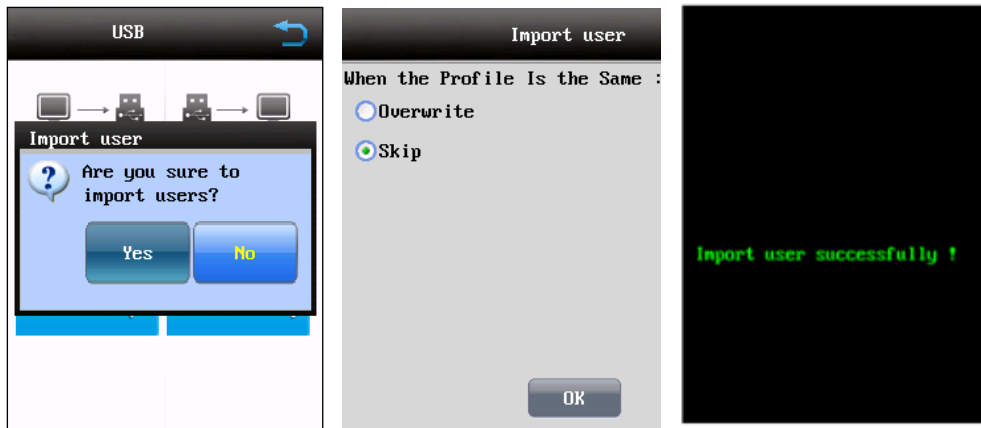 USB
Import user
?
Are you sure to
import users?
Yes
No
Import user
When the Profile Is the Same :
Overwrite
Skip
OK
Import user successfully !